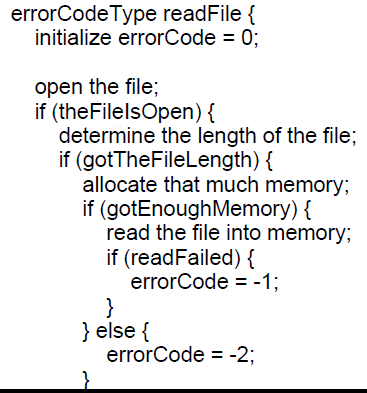 errorCodeType readFile {
initialize errorCode = 0;
open the file;
if (theFileIsOpen) {
determine the length of the file;
if (gotTheFileLength) {
allocate that much memory;
if (gotEnoughMemory) {
read the file into memory;
if (readFailed) {
errorCode = -1;
}
} else {
errorCode = -2;
}